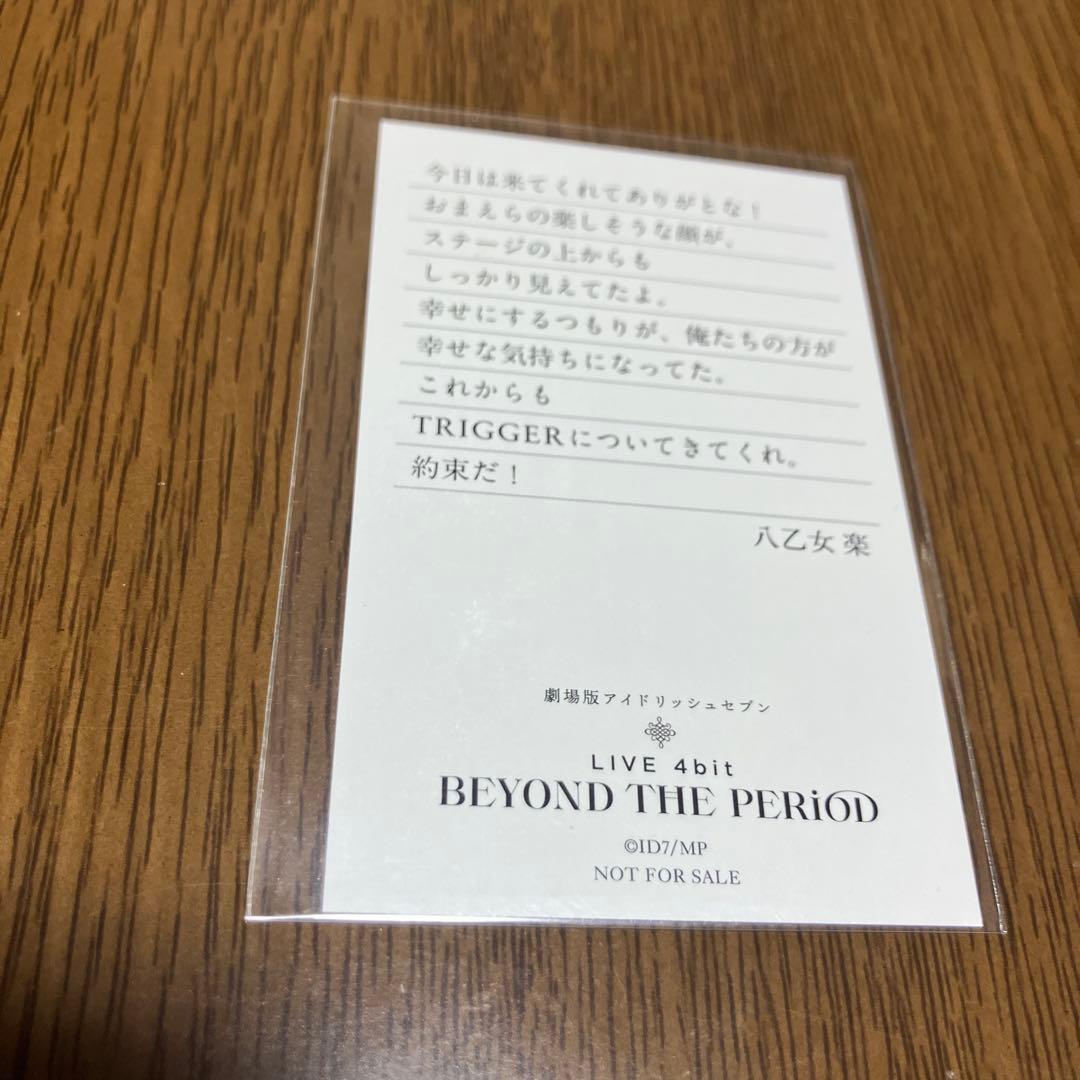 今日は来てくれてありがとな！
おまえらの楽しそうな顔が、
ステージの上からも
しっかり見えてたよ。
幸せにするつもりが、俺たちの方が
幸せな気持ちになってた。
これからも
TRIGGERについてきてくれ。
約束だ！
八乙女 楽
劇場版アイドリッシュセブン
LIVE 4bit
BEYOND THE PERiOD
©ID7/MP
NOT FOR SALE